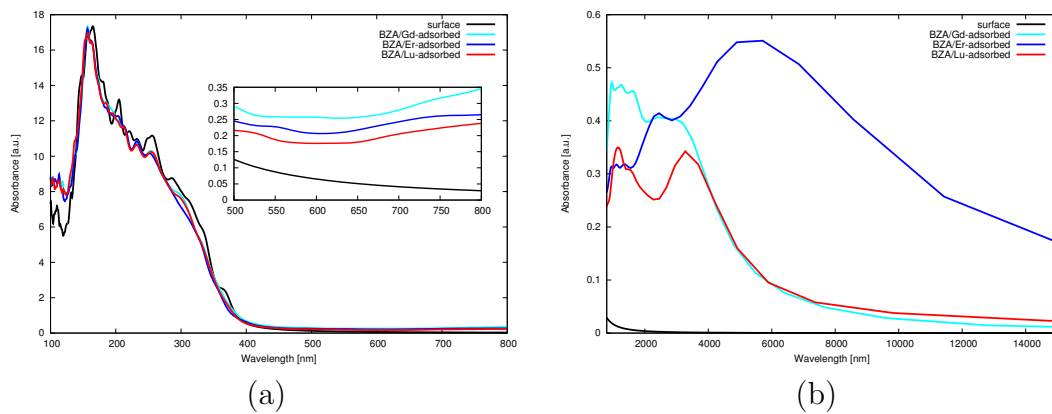 surface
BZA/Gd-adsorbed
BZA/Er-adsorbed
BZA/Lu-adsorbed
Absorbance [a.u.]
18
16
14
12
10
8
6
4
2
0
0.35
0.3
0.25
0.2
0.15
0.1
0.05
0
500 550 600 650 700 750 800
100 200 300 400 500 600 700 800
Wavelength [nm]
(a)
surface
BZA/Gd-adsorbed
BZA/Er-adsorbed
BZA/Lu-adsorbed
Absorbance [a.u.]
0.6
0.5
0.4
0.3
0.2
0.1
0
2000 4000 6000 8000 10000 12000 14000
Wavelength [nm]
(b)